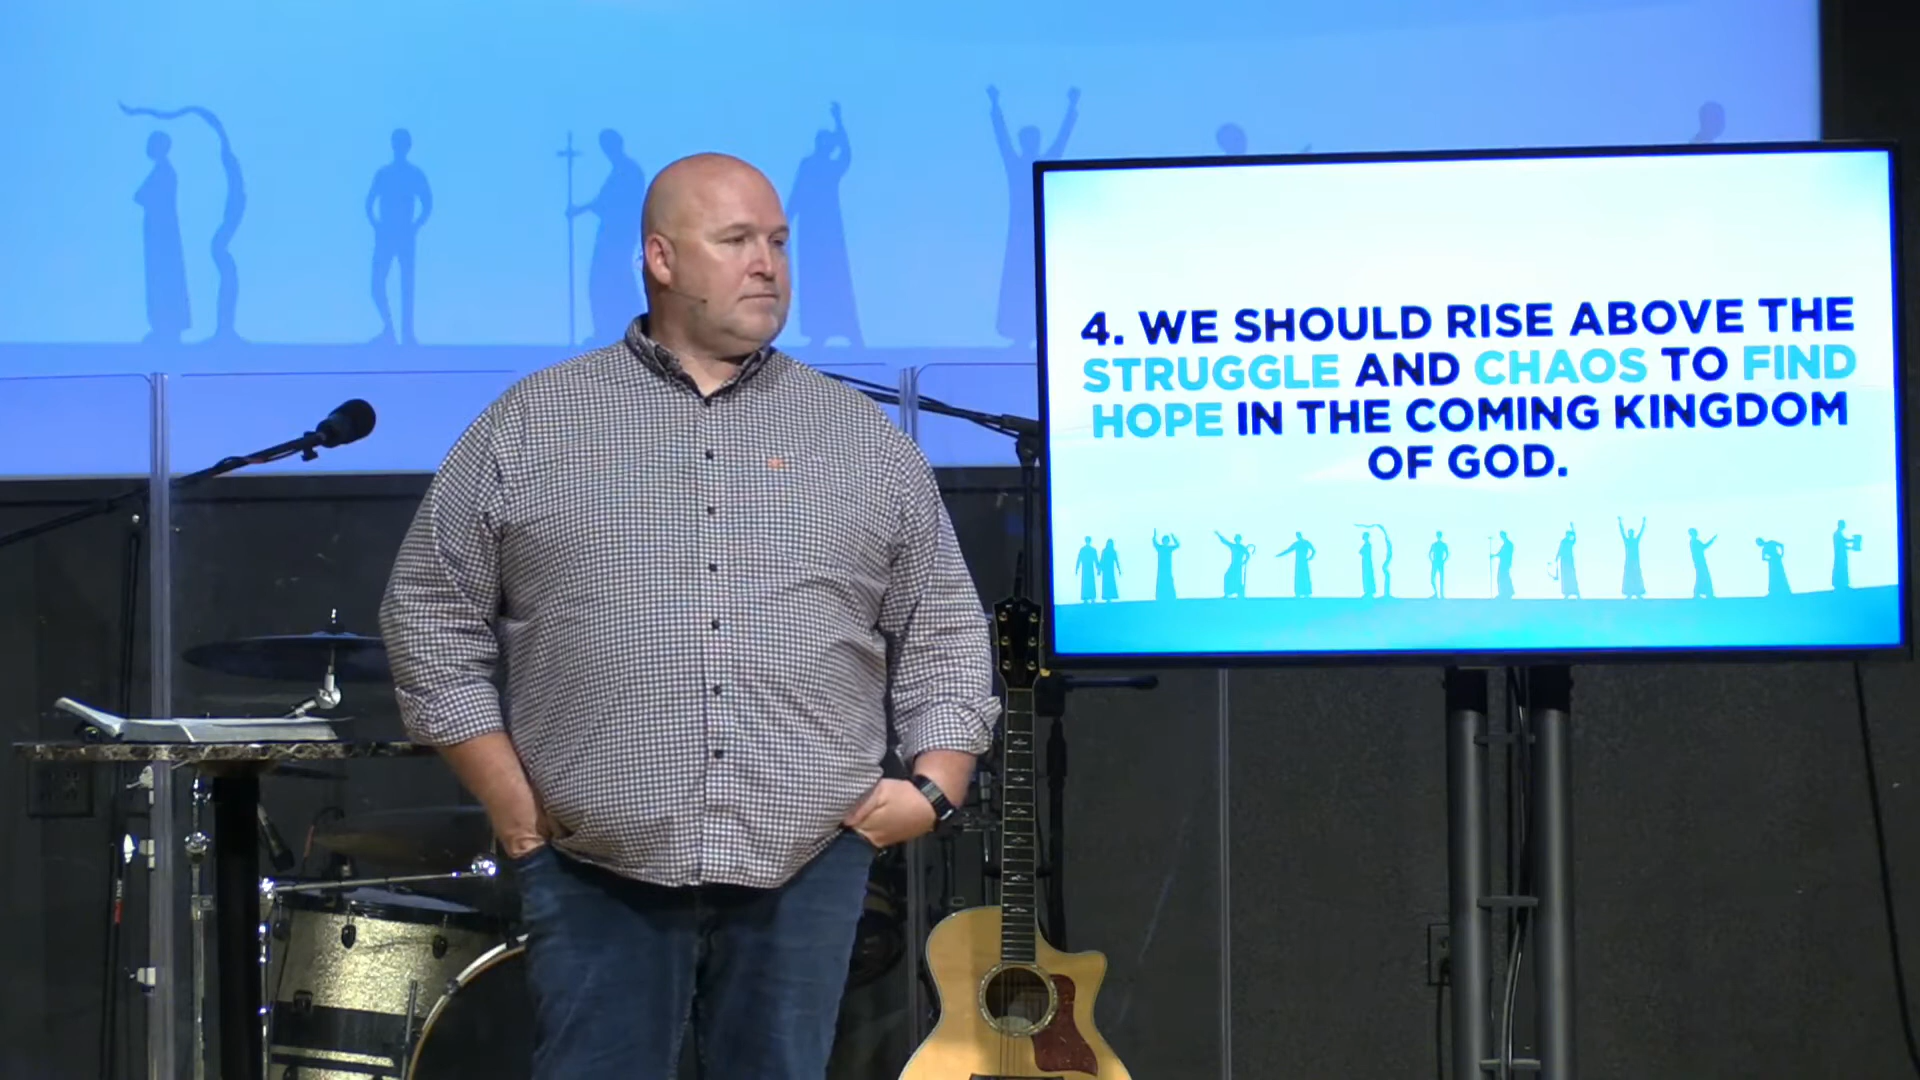 4. WE SHOULD RISE ABOVE THE
STRUGGLE AND CHAOS TO FIND
HOPE IN THE COMING KINGDOM
OF GOD.